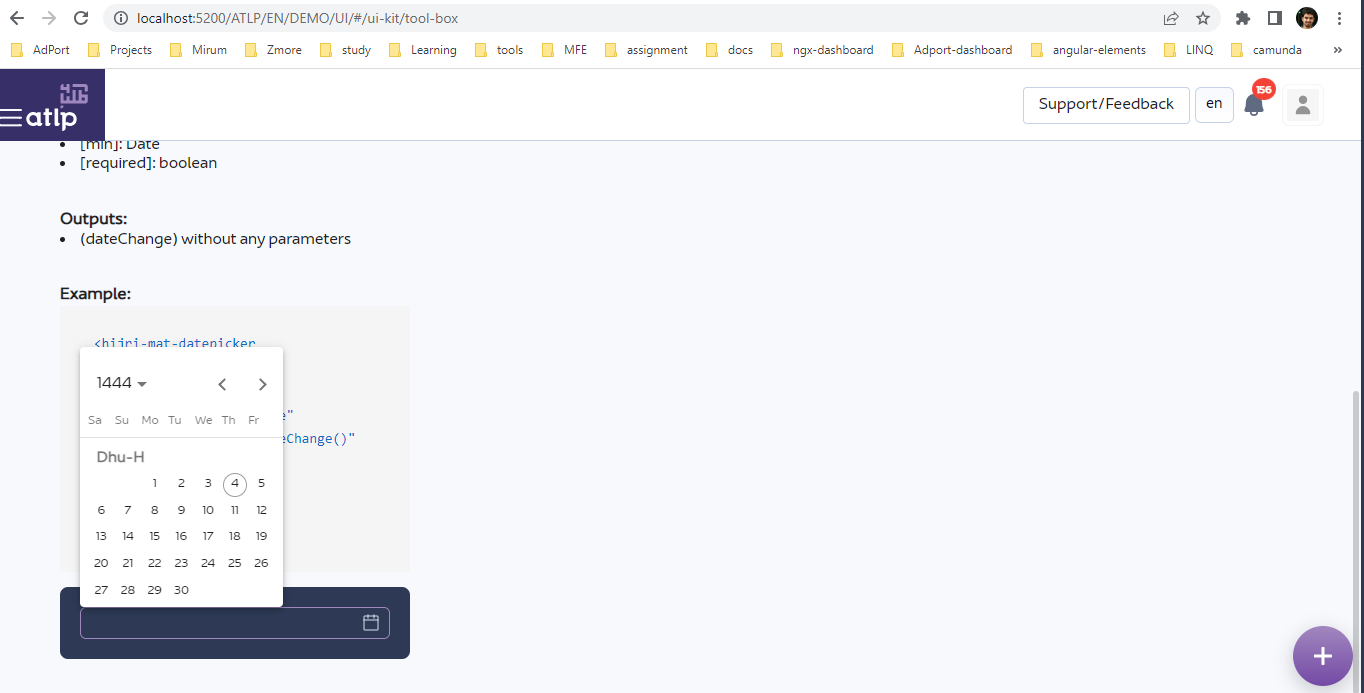 localhost:5200/ATLP/EN/DEMO/UI/#/ui-kit/tool-box
AdPort Projects Mirum Zmore study Learning tools MFE assignment docs ngx-dashboard Adport-dashboard angular-elements LINQ camunda »
atlp Support/Feedback en 156
• [min]: Date
• [required]: boolean
Outputs:
• (dateChange) without any parameters
Example:
<hijri-mat-datepicker
1444
Sa Su Mo Tu We Th Fr
e"
eChange()"
Dhu-H
1 2 3 4 5
6 7 8 9 10 11 12
13 14 15 16 17 18 19
20 21 22 23 24 25 26
27 28 29 30
+